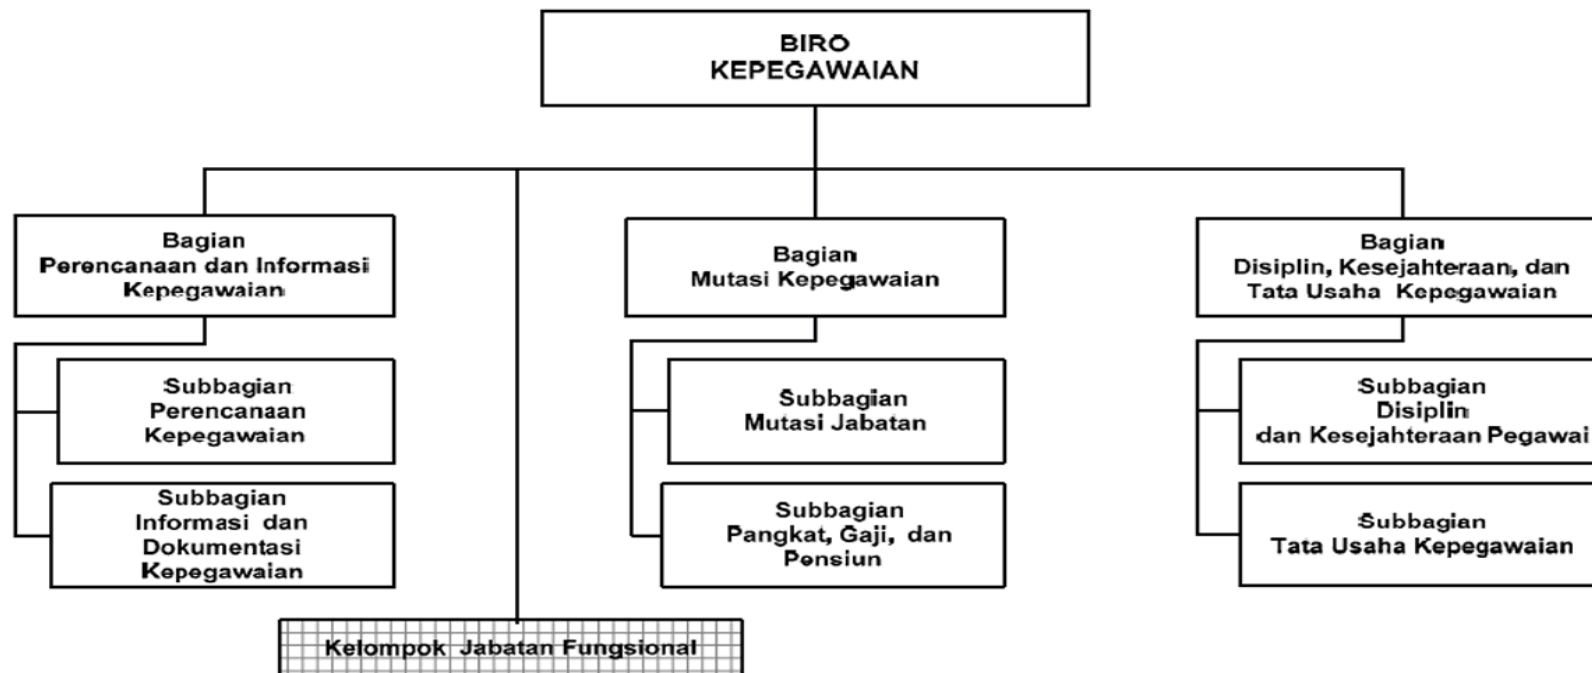 BIRO
KEPEGAWAIAN
Bagian
Perencanaan dan Informasi
Kepegawaian
Bagian
Mutasi Kepegawaian
Bagian
Disiplin, Kesejahteraan, dan
Tata Usaha Kepegawaian
Subbagian
Perencanaan
Kepegawaian
Subbagian
Mutasi Jabatan
Subbagian
Disiplin
dan Kesejahteraan Pegawai
Subbagian
Informasi dan
Dokumentasi
Kepegawaian
Subbagian
Pangkat, Gaji, dan
Pensiun
Subbagian
Tata Usaha Kepegawaian
Kelompok Jabatan Fungsional